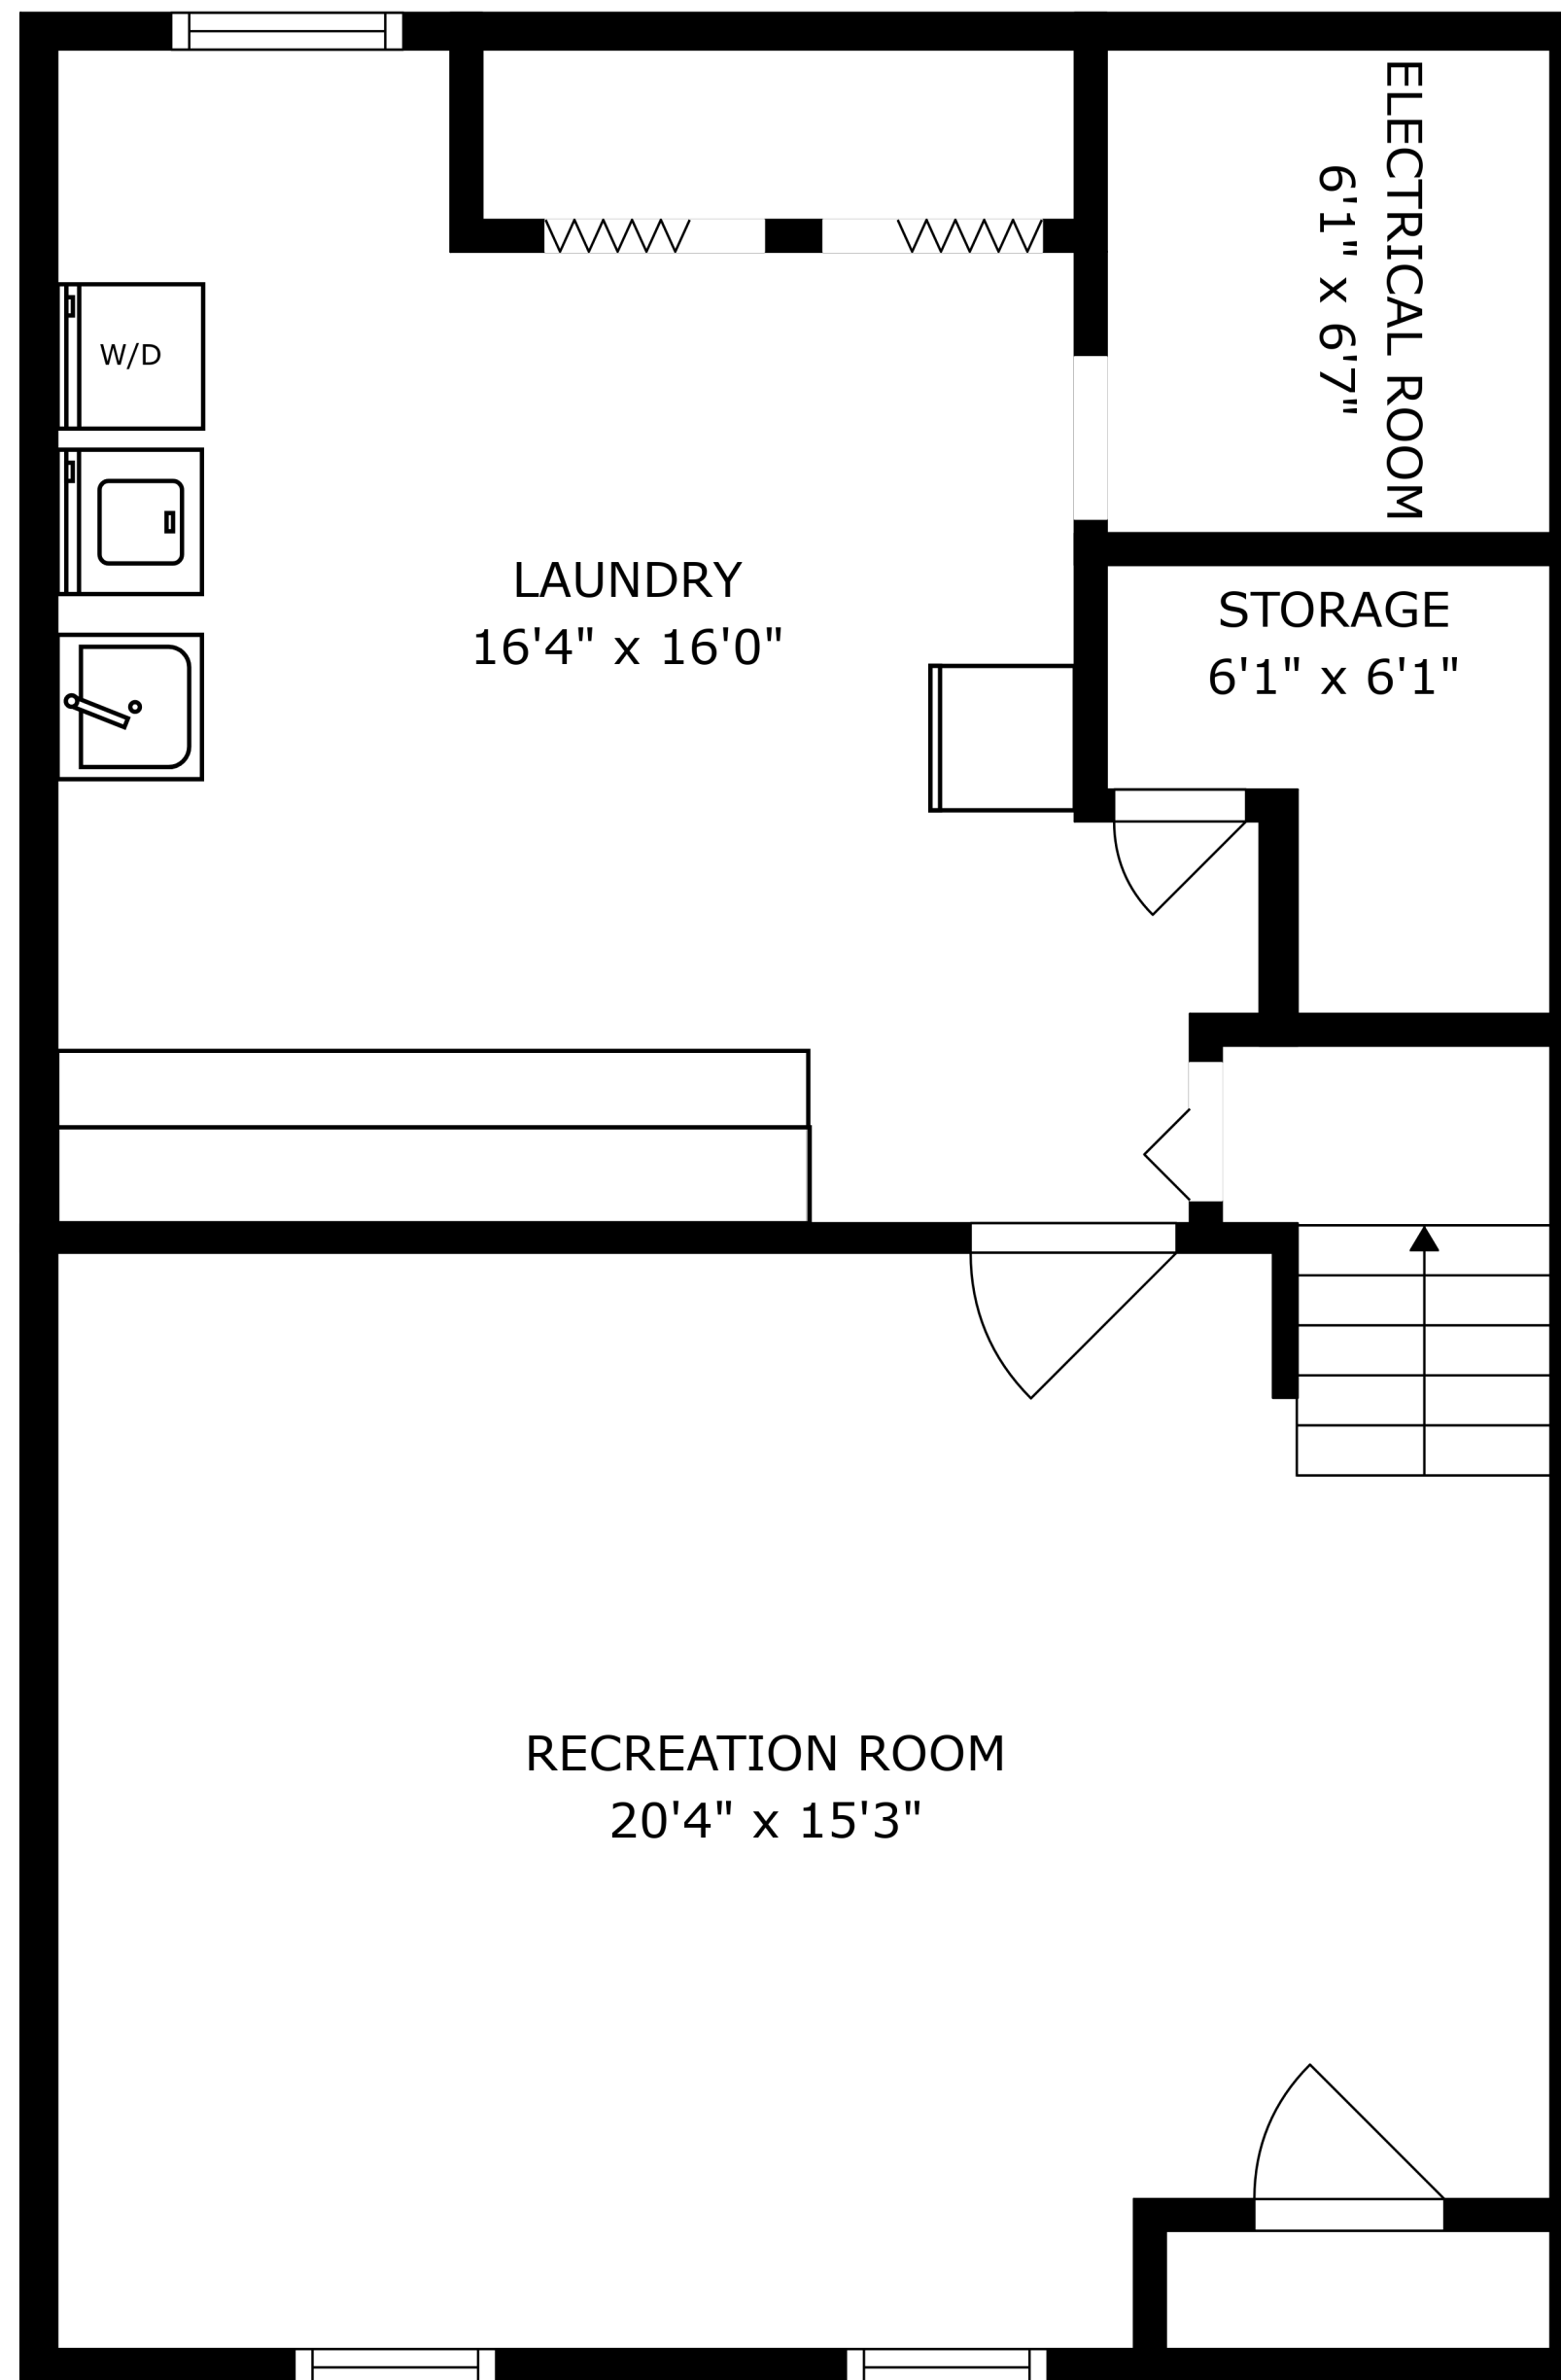 ELECTRICAL ROOM
6'1" x 6'7"
W/D
LAUNDRY
16'4" x 16'0"
STORAGE
6'1" x 6'1"
RECREATION ROOM
20'4" x 15'3"